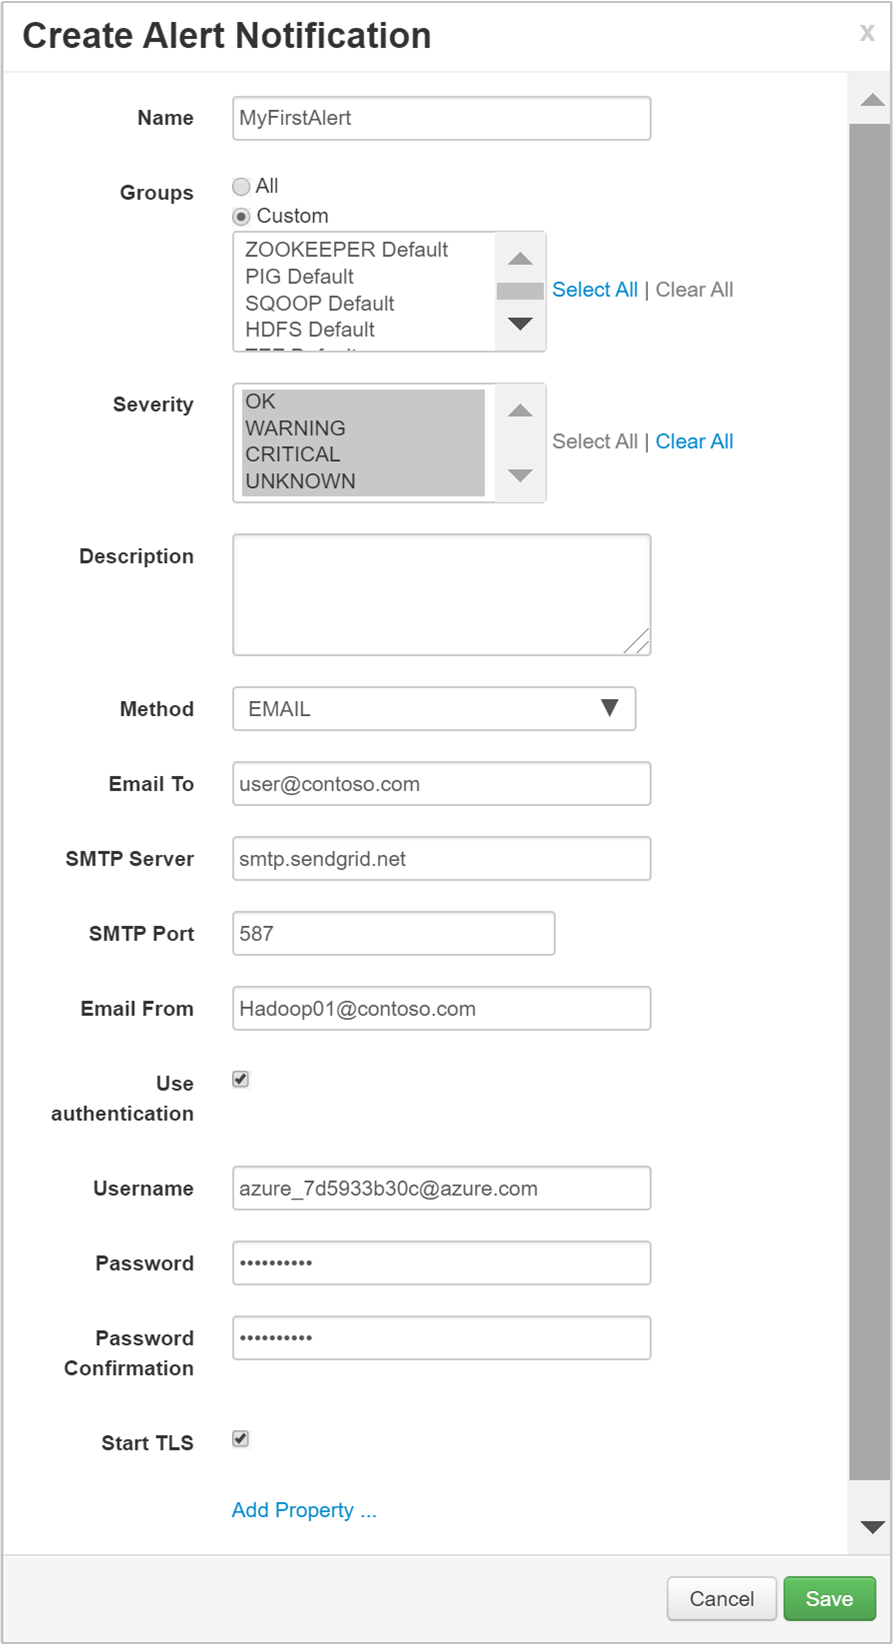 Create Alert Notification x
Name MyFirstAlert
Groups All
Custom
ZOOKEEPER Default
PIG Default
SQOOP Default
HDFS Default
Select All | Clear All
Severity OK
WARNING
CRITICAL
UNKNOWN
Select All | Clear All
Description
Method EMAIL
Email To user@contoso.com
SMTP Server smtp.sendgrid.net
SMTP Port 587
Email From Hadoop01@contoso.com
Use
authentication
Username azure_7d5933b30c@azure.com
Password ••••••••••
Password
Confirmation ••••••••••
Start TLS
Add Property ...
Cancel Save